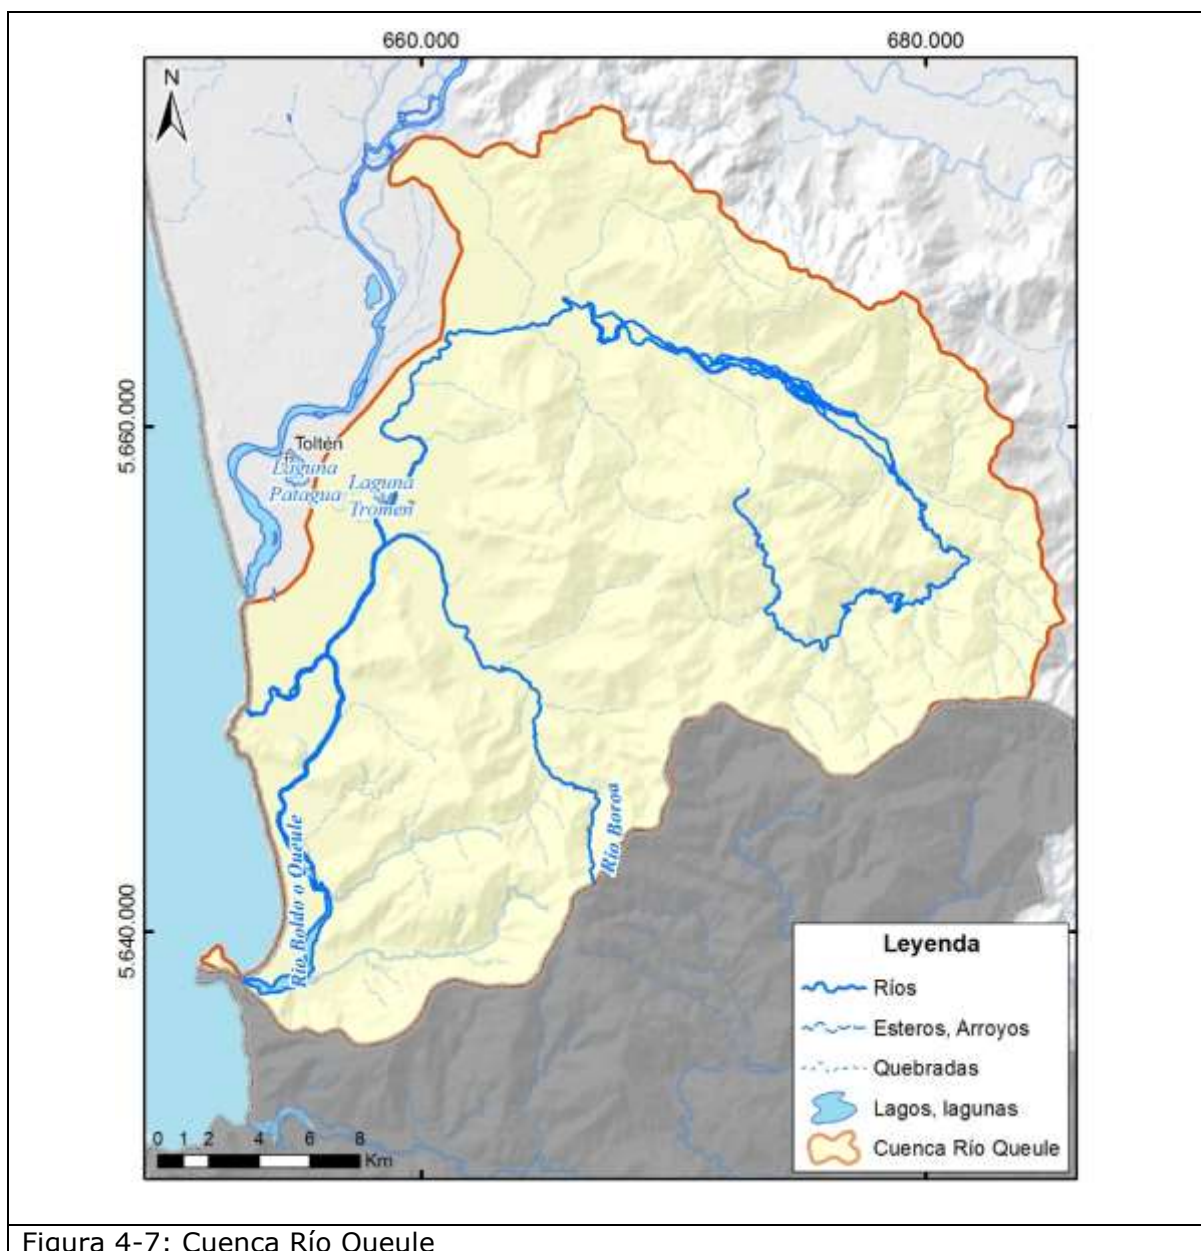 660.000
680.000
N
5.660.000
Toltén
Laguna
Patagua
Laguna
Tromen
Río Boroa
Río Boldo o Queule
5.640.000
Leyenda
Ríos
Esteros, Arroyos
Quebradas
Lagos, lagunas
Cuenca Río Queule
0 1 2 4 6 8
Km
Figura 4-7: Cuenca Río Queule